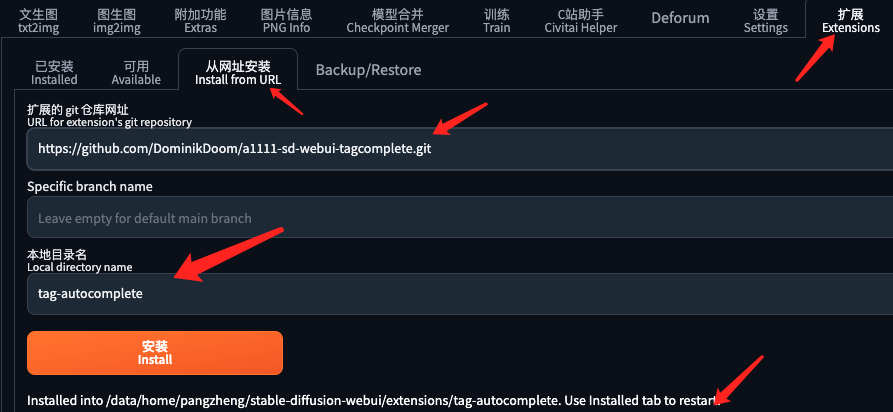 文生图 图生图 附加功能 图片信息 模型合并 训练 C站助手 Deforum 设置 扩展
txt2img img2img Extras PNG Info Checkpoint Merger Train Civitai Helper Settings Extensions
已安装 可用 从网址安装 Backup/Restore
Installed Available Install from URL
扩展的 git 仓库网址
URL for extension's git repository
https://github.com/DominikDoom/a1111-sd-webui-tagcomplete.git
Specific branch name
Leave empty for default main branch
本地目录名
Local directory name
tag-autocomplete
安装
Install
Installed into /data/home/pangzheng/stable-diffusion-webui/extensions/tag-autocomplete. Use Installed tab to restart.